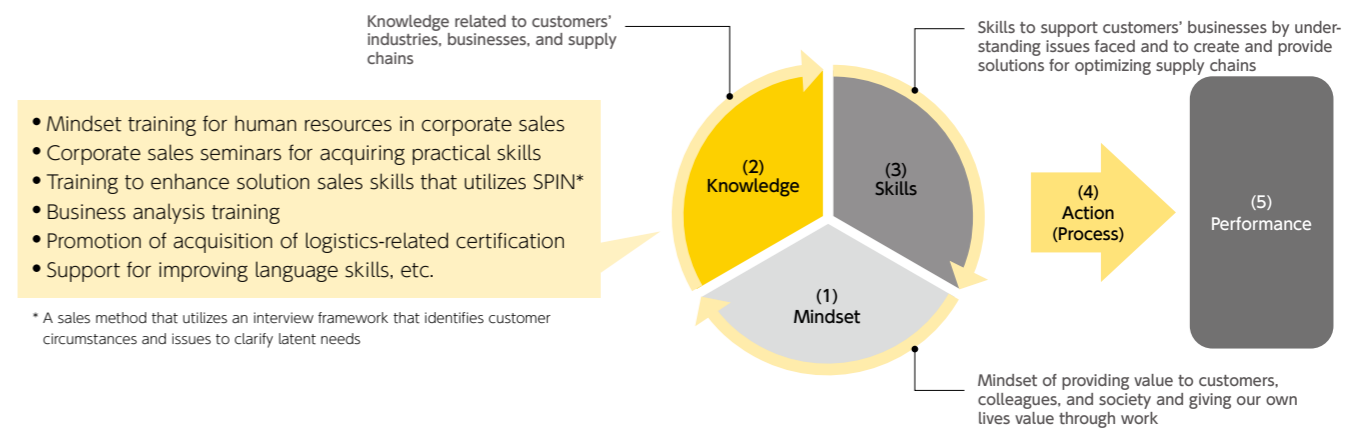 Knowledge related to customers’
industries, businesses, and supply
chains
Skills to support customers’ businesses by under-
standing issues faced and to create and provide
solutions for optimizing supply chains
• Mindset training for human resources in corporate sales
• Corporate sales seminars for acquiring practical skills
• Training to enhance solution sales skills that utilizes SPIN*
• Business analysis training
• Promotion of acquisition of logistics-related certification
• Support for improving language skills, etc.
* A sales method that utilizes an interview framework that identifies customer
circumstances and issues to clarify latent needs
(2)
Knowledge
(3)
Skills
(1)
Mindset
(4)
Action
(Process)
(5)
Performance
Mindset of providing value to customers,
colleagues, and society and giving our own
lives value through work